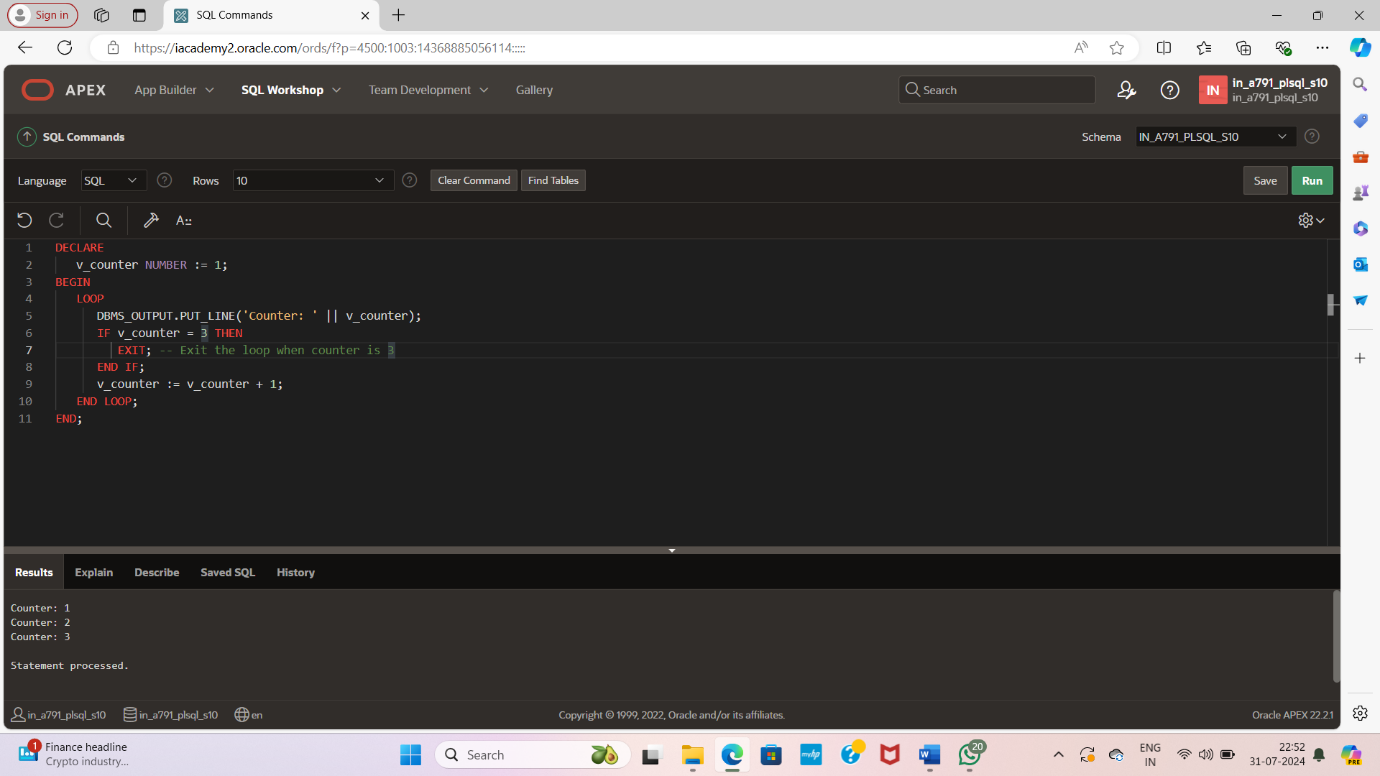 Sign in
SQL Commands
https://iacademy2.oracle.com/ords/f?p=4500:1003:14368885056114:::::
APEX App Builder SQL Workshop Team Development Gallery
Search
IN in_a791_plsql_s10
in_a791_plsql_s10
SQL Commands
Schema IN_A791_PLSQL_S10
Language SQL Rows 10 Clear Command Find Tables Save Run
A::
1 DECLARE
2 v_counter NUMBER := 1;
3 BEGIN
4 LOOP
5 DBMS_OUTPUT.PUT_LINE('Counter: ' || v_counter);
6 IF v_counter = 3 THEN
7 EXIT; -- Exit the loop when counter is 3
8 END IF;
9 v_counter := v_counter + 1;
10 END LOOP;
11 END;
Results Explain Describe Saved SQL History
Counter: 1
Counter: 2
Counter: 3
Statement processed.
in_a791_plsql_s10 in_a791_plsql_s10 en
Copyright © 1999, 2022, Oracle and/or its affiliates.
Oracle APEX 22.2.1
1 Finance headline
Crypto industry...
Search
myhp
20
ENG
IN
22:52
31-07-2024
PRE